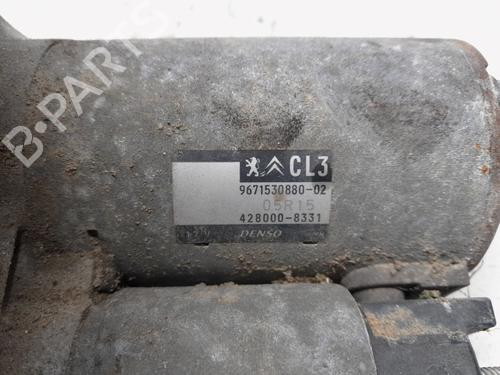 B-PARTS
CL3
9671530880-02
05R15
428000-8331
DENSO